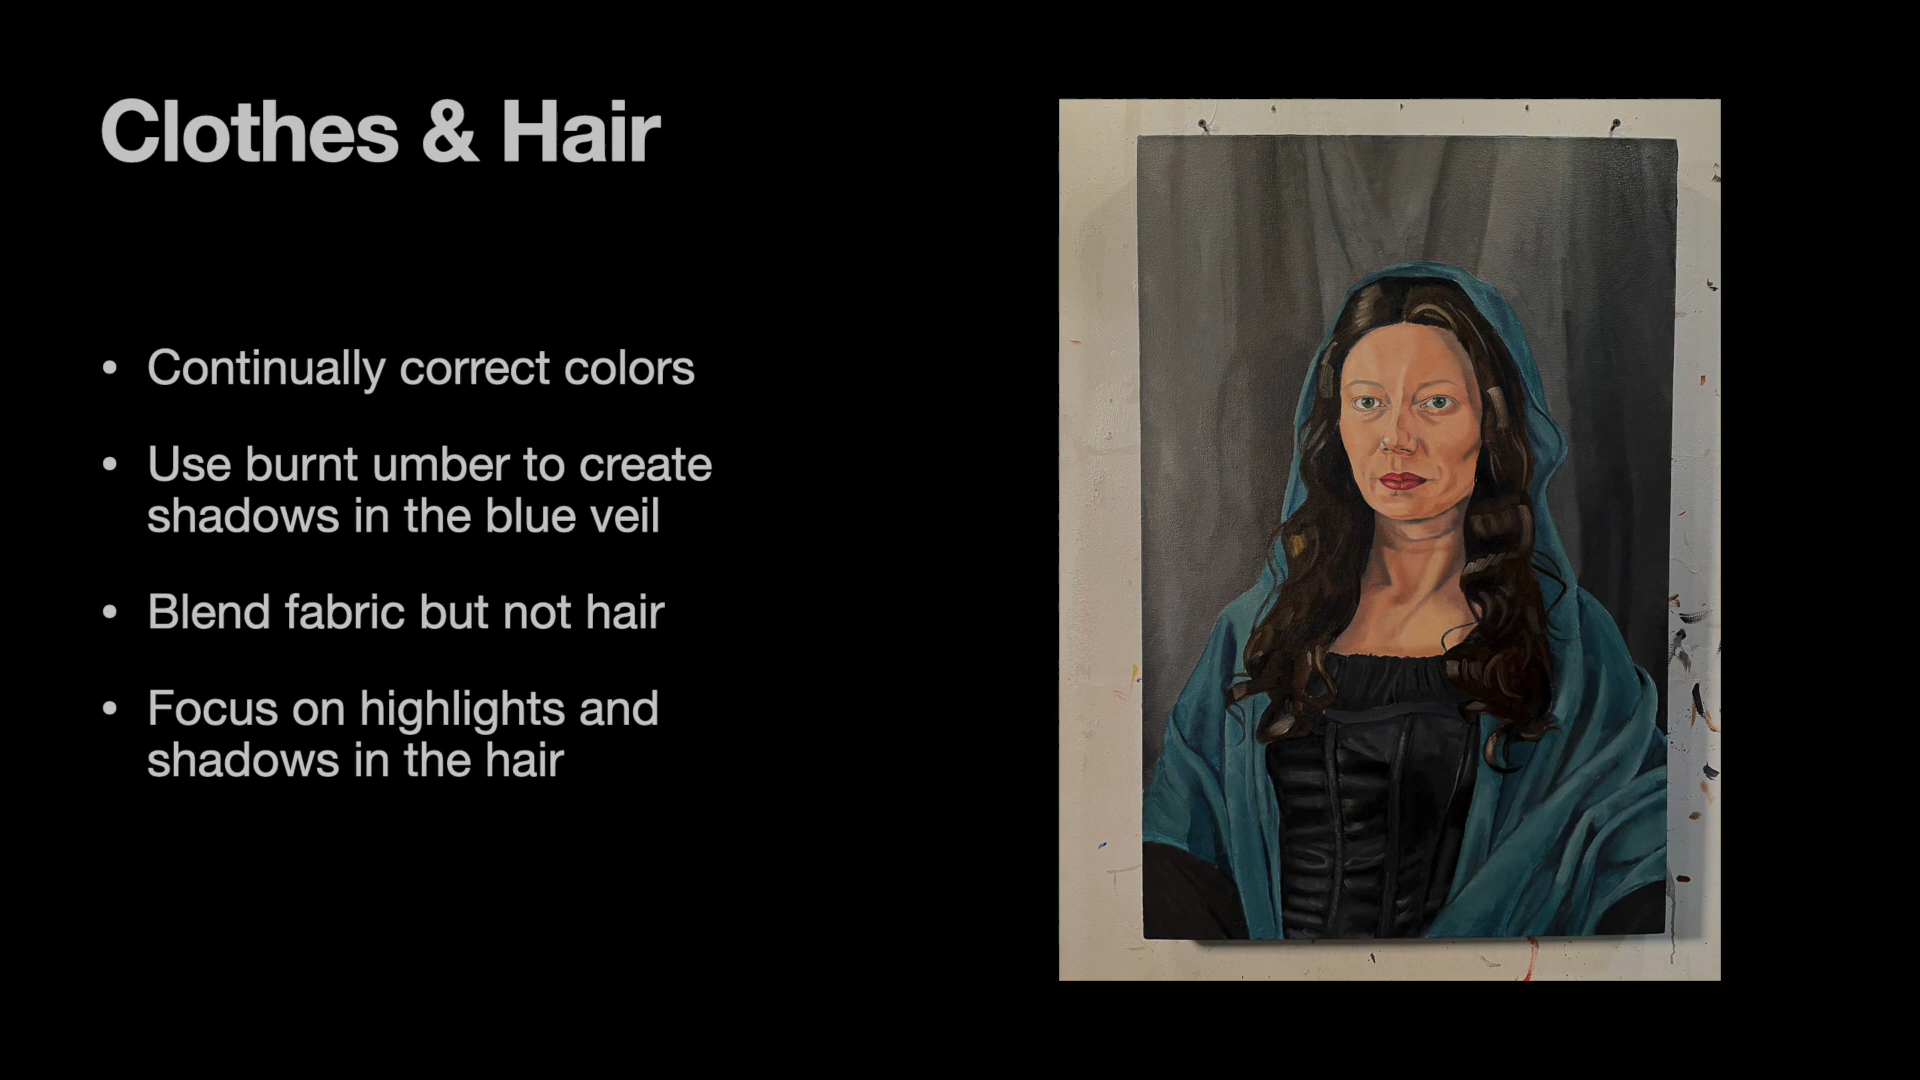 Clothes & Hair
• Continually correct colors
• Use burnt umber to create
shadows in the blue veil
• Blend fabric but not hair
• Focus on highlights and
shadows in the hair